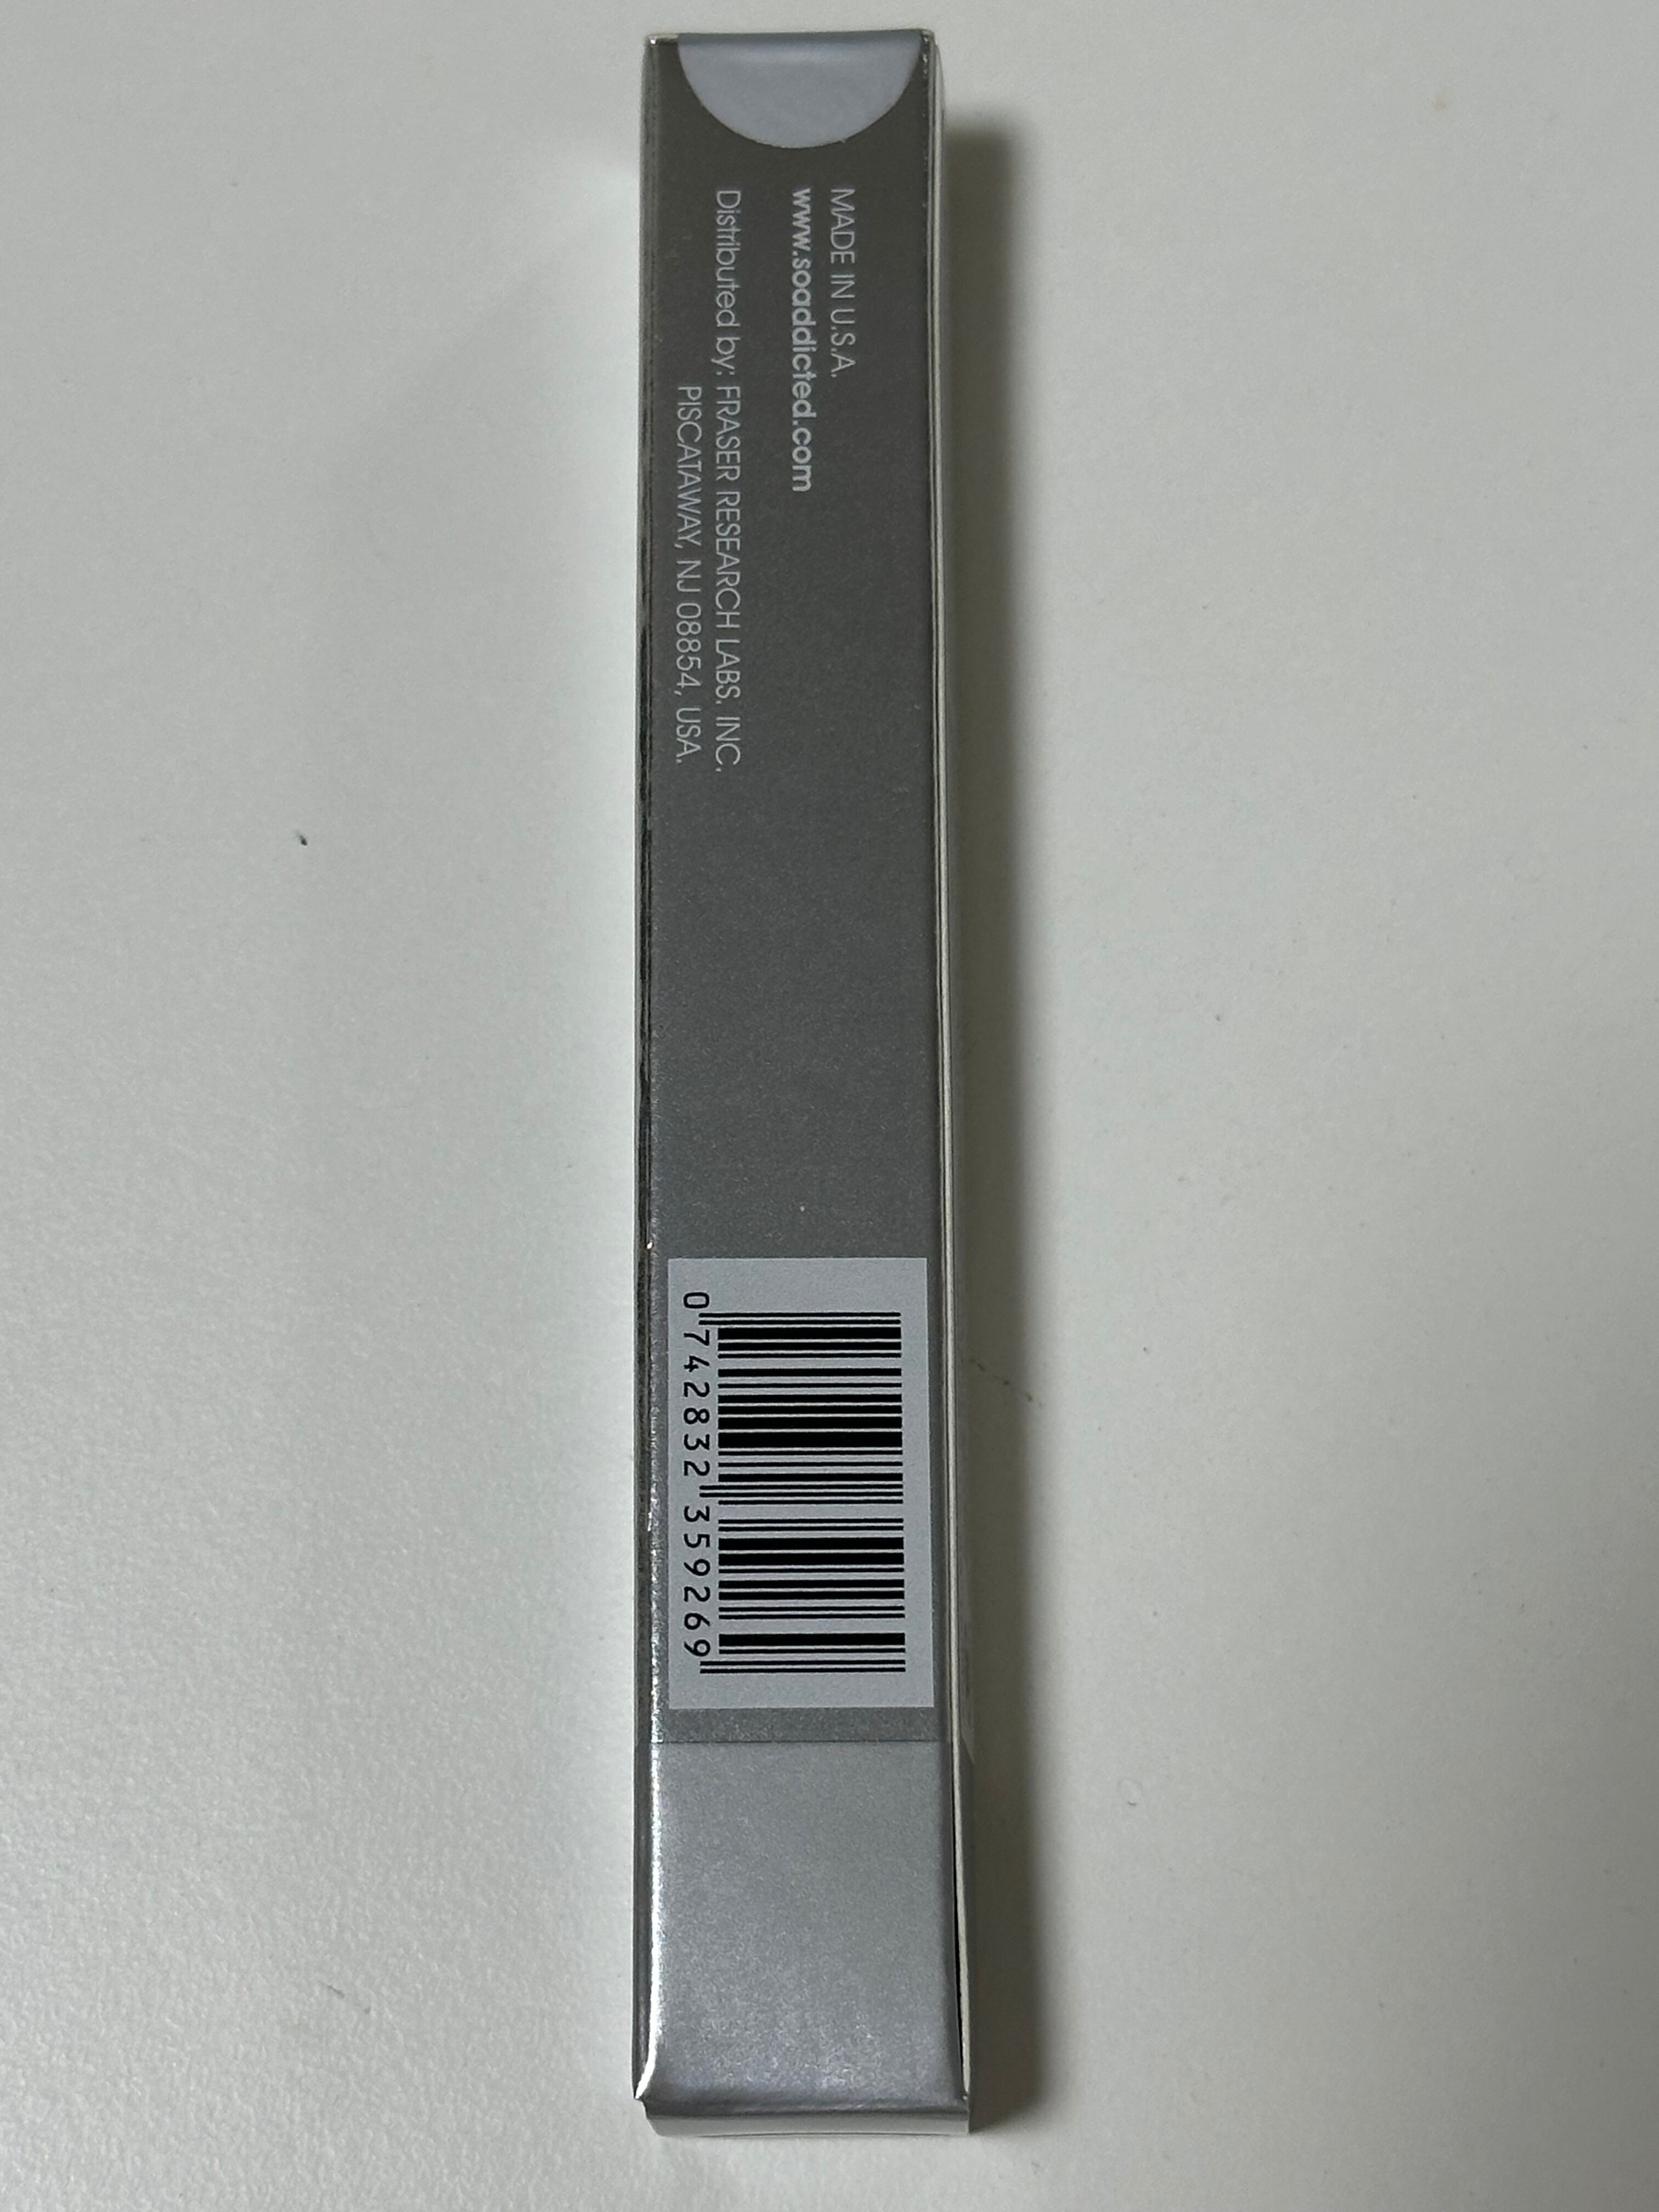 MADE IN U.S.A.
www.soaddicted.com
Distributed by: FRASER RESEARCH LABS. INC.
PISCATAWAY, NJ 08854, USA.
0 742832 359269